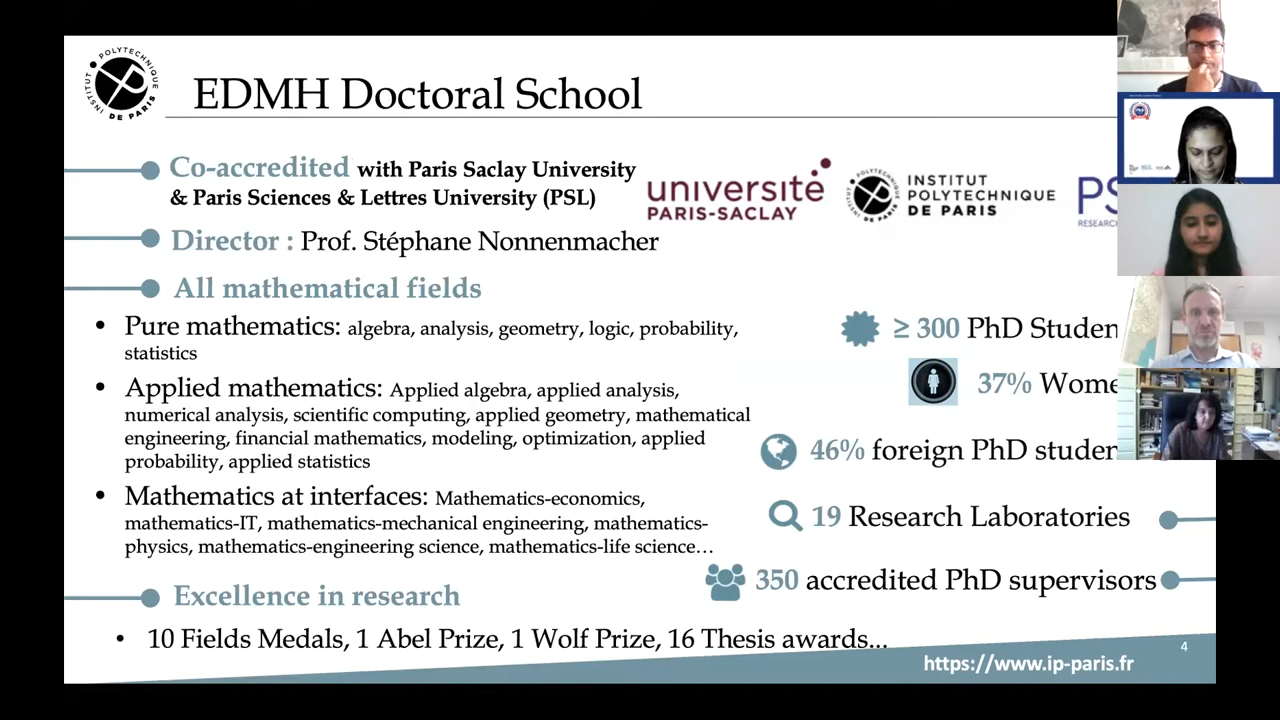 INSTITUT POLYTECHNIQUE DE PARIS
EDMH Doctoral School
Co-accredited with Paris Saclay University
& Paris Sciences & Lettres University (PSL)
université
PARIS-SACLAY
INSTITUT
POLYTECHNIQUE
DE PARIS
Director : Prof. Stéphane Nonnenmacher
All mathematical fields
• Pure mathematics: algebra, analysis, geometry, logic, probability,
statistics
• Applied mathematics: Applied algebra, applied analysis,
numerical analysis, scientific computing, applied geometry, mathematical
engineering, financial mathematics, modeling, optimization, applied
probability, applied statistics
• Mathematics at interfaces: Mathematics-economics,
mathematics-IT, mathematics-mechanical engineering, mathematics-
physics, mathematics-engineering science, mathematics-life science…
Excellence in research
• 10 Fields Medals, 1 Abel Prize, 1 Wolf Prize, 16 Thesis awards...
≥ 300 PhD Studen
37% Wome
46% foreign PhD studen
19 Research Laboratories
350 accredited PhD supervisors
4
https://www.ip-paris.fr